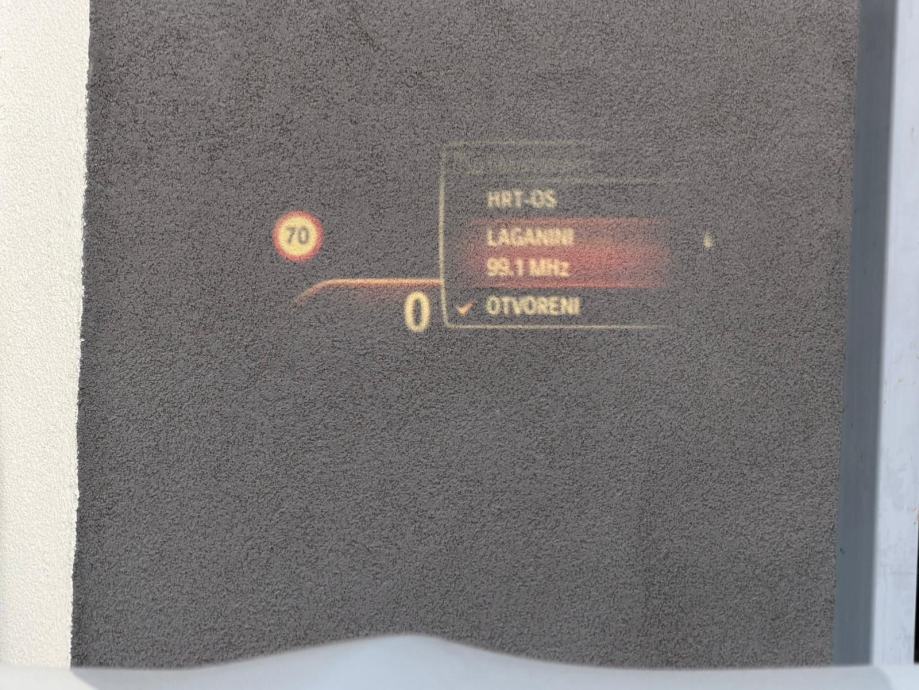 70
0
HRT-OS
LAGANINI
99.1 MHz
OTVORENI